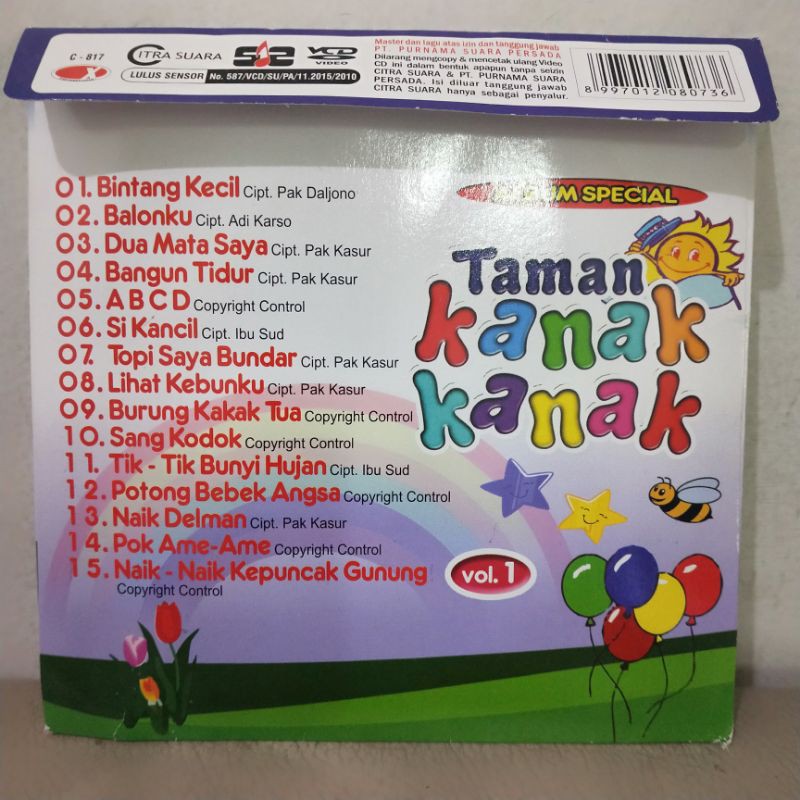 C - 817
CITRA SUARA
VCD
VIDEO
LULUS SENSOR No. 587/VCD/SU/PA/11.2015/2010
Master dan lagu atas izin dan tanggung jawab
PT. PURNAMA SUARA PERSADA
Dilarang mengcopy & mencetak ulang Video
CD ini dalam bentuk apapun tanpa seizin
CITRA SUARA & PT. PURNAMA SUARA
PERSADA. Isi diluar tanggung jawab
CITRA SUARA hanya sebagai penyalur.
8 997012 080736
01. Bintang Kecil Cipt. Pak Daljono
02. Balonku Cipt. Adi Karso
03. Dua Mata Saya Cipt. Pak Kasur
04. Bangun Tidur Cipt. Pak Kasur
05. A B C D Copyright Control
06. Si Kancil Cipt. Ibu Sud
07. Topi Saya Bundar Cipt. Pak Kasur
08. Lihat Kebunku Cipt. Pak Kasur
09. Burung Kakak Tua Copyright Control
10. Sang Kodok Copyright Control
11. Tik - Tik Bunyi Hujan Cipt. Ibu Sud
12. Potong Bebek Angsa Copyright Control
13. Naik Delman Cipt. Pak Kasur
14. Pok Ame-Ame Copyright Control
15. Naik - Naik Kepuncak Gunung
Copyright Control
SPECIAL
Taman
kanak
kanak
vol. 1